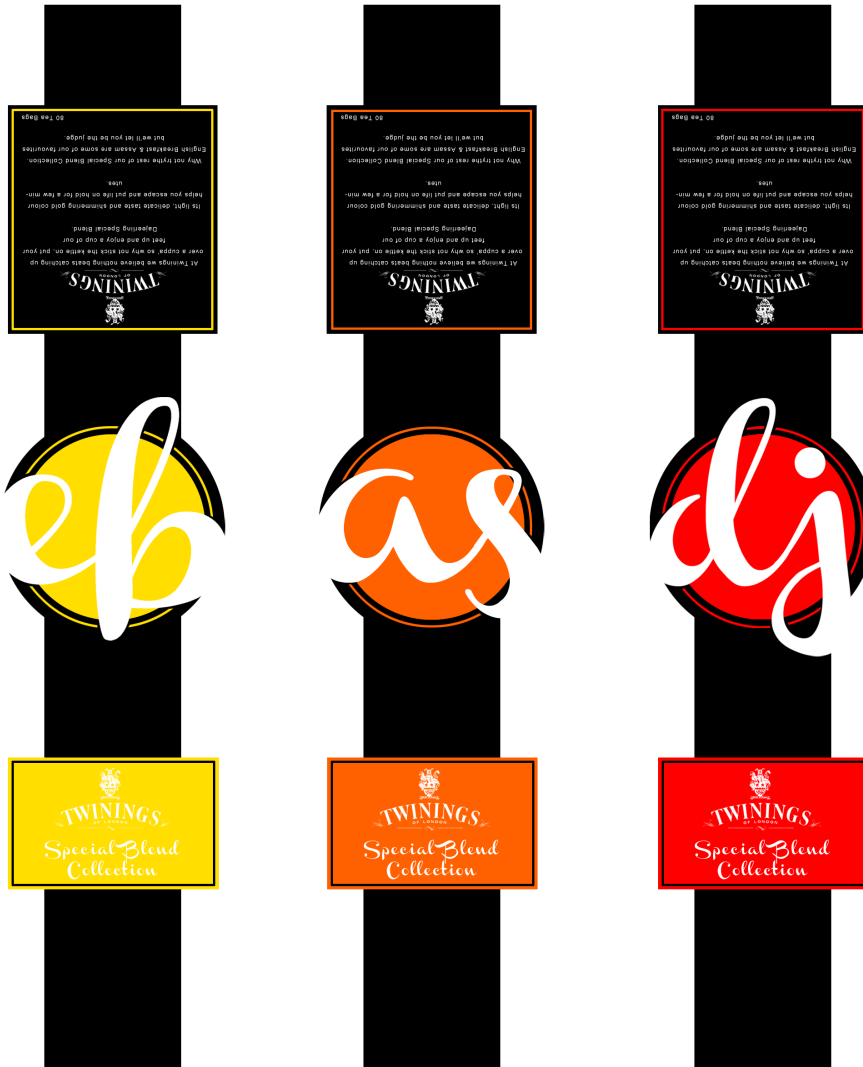 TWININGS
OF LONDON
At Twinings we believe nothing beats catching up
over a cuppa', so why not stick the kettle on, put your
feet up and enjoy a cup of our
Dajeering Special Blend.
Its light, delicate taste and shimmering gold colour
helps you escape and put life on hold for a few min-
utes.
Why not trythe rest of our Special Blend Collection.
English Breakfast & Assam are some of our favourites
but we'll let you be the judge.
80 Tea Bags
eb
TWININGS
OF LONDON
Special Blend
Collection
TWININGS
OF LONDON
At Twinings we believe nothing beats catching up
over a cuppa', so why not stick the kettle on, put your
feet up and enjoy a cup of our
Dajeering Special Blend.
Its light, delicate taste and shimmering gold colour
helps you escape and put life on hold for a few min-
utes.
Why not trythe rest of our Special Blend Collection.
English Breakfast & Assam are some of our favourites
but we'll let you be the judge.
80 Tea Bags
as
TWININGS
OF LONDON
Special Blend
Collection
TWININGS
OF LONDON
At Twinings we believe nothing beats catching up
over a cuppa', so why not stick the kettle on, put your
feet up and enjoy a cup of our
Dajeering Special Blend.
Its light, delicate taste and shimmering gold colour
helps you escape and put life on hold for a few min-
utes.
Why not trythe rest of our Special Blend Collection.
English Breakfast & Assam are some of our favourites
but we'll let you be the judge.
80 Tea Bags
dj
TWININGS
OF LONDON
Special Blend
Collection